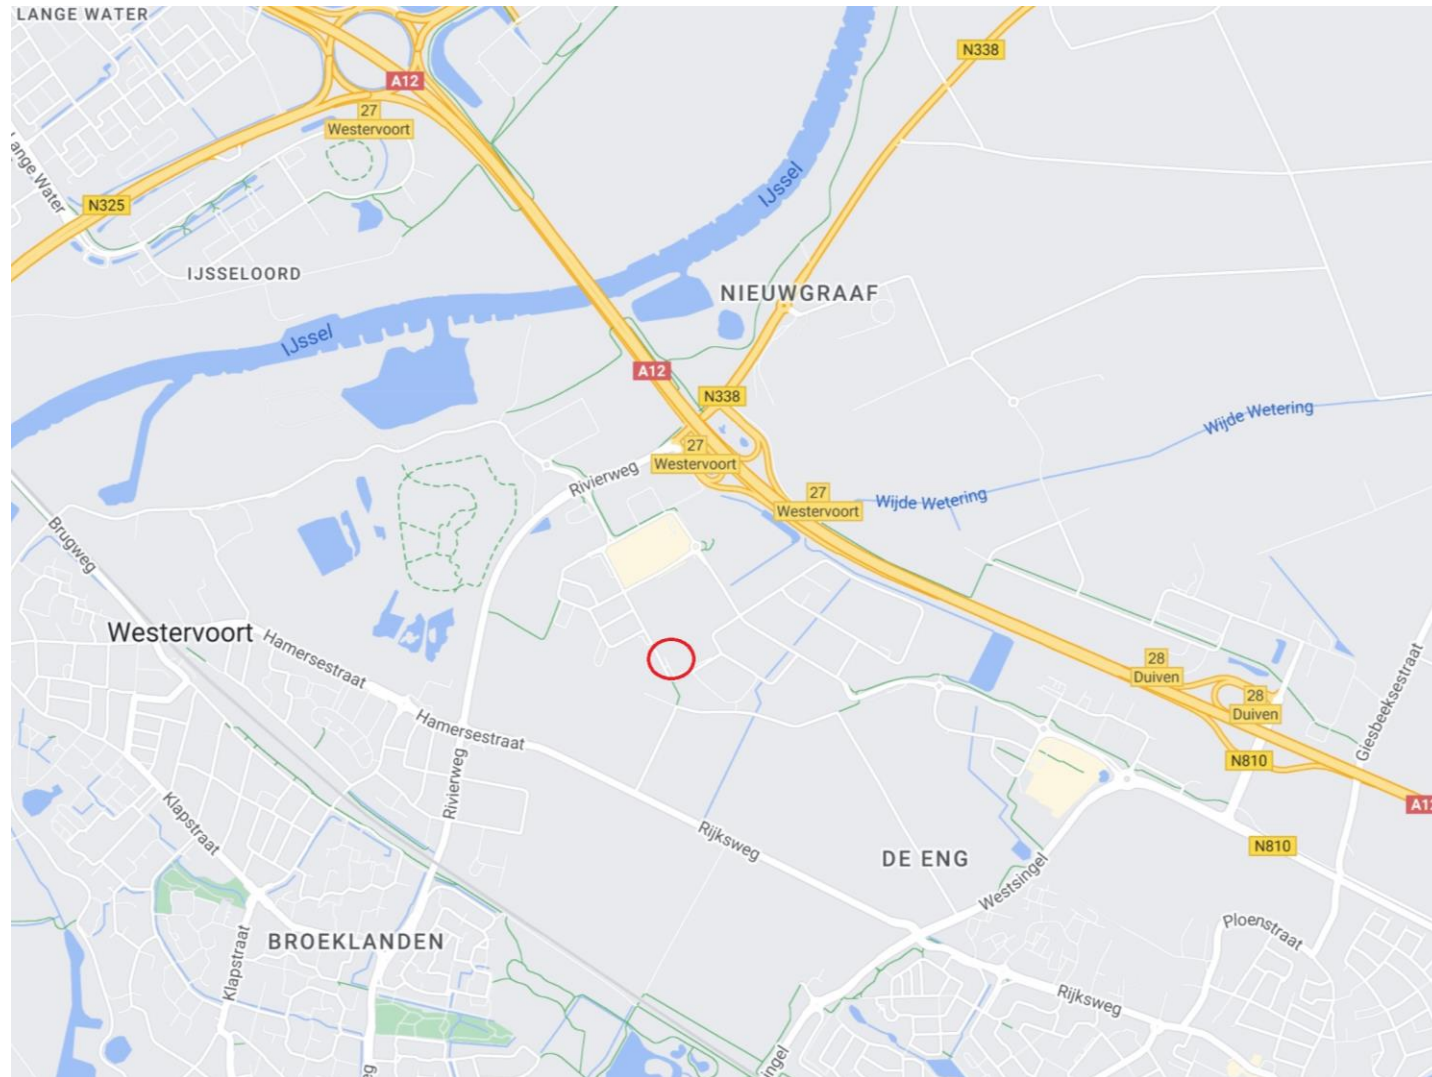 LANGE WATER
N338
A12
27
Westervoort
Lange Water
IJssel
N325
IJSSELOORD
NIEUWGRAAF
IJssel
A12
N338
Wijde Wetering
27
Westervoort
Rivierweg
27
Westervoort
Wijde Wetering
Brugweg
Westervoort
Hamersestraat
28
Duiven
Giesbeeksestraat
28
Duiven
Hamersestraat
N810
Rivierweg
A12
Klapstraat
Rijksweg
N810
DE ENG
Westsingel
Ploenstraat
BROEKLANDEN
Klapstraat
Rijksweg
ingel
eg